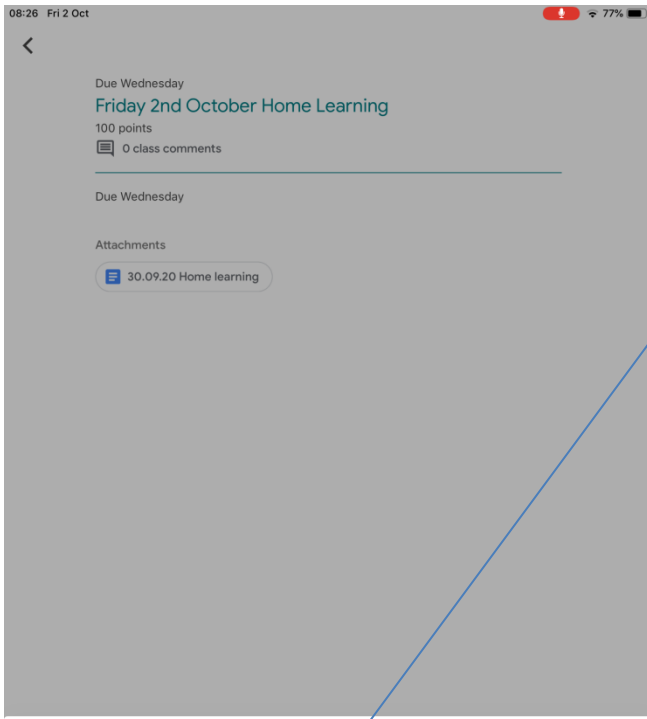 08:26 Fri 2 Oct 77%
Due Wednesday
Friday 2nd October Home Learning
100 points
0 class comments
Due Wednesday
Attachments
30.09.20 Home learning